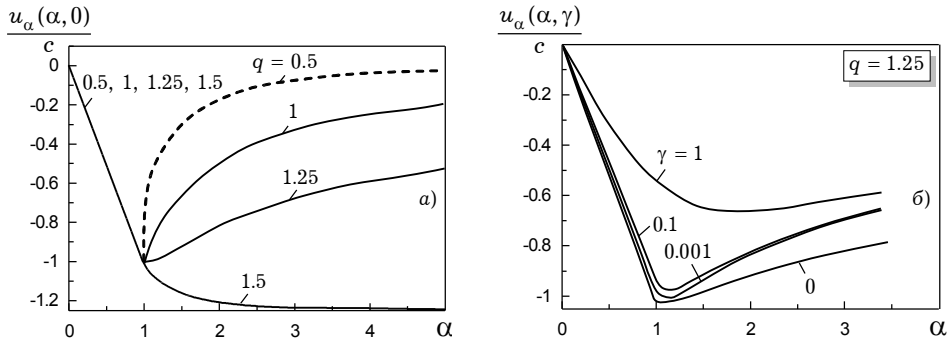 u_α(α,0)
c
0
-0.2
-0.4
-0.6
-0.8
-1
-1.2
0.5, 1, 1.25, 1.5
q = 0.5
1
1.25
1.5
а)
0 1 2 3 4 α
u_α(α,γ)
c
q = 1.25
-0.2
-0.4
-0.6
-0.8
-1
γ = 1
0.1
0.001
0
б)
0 1 2 3 α